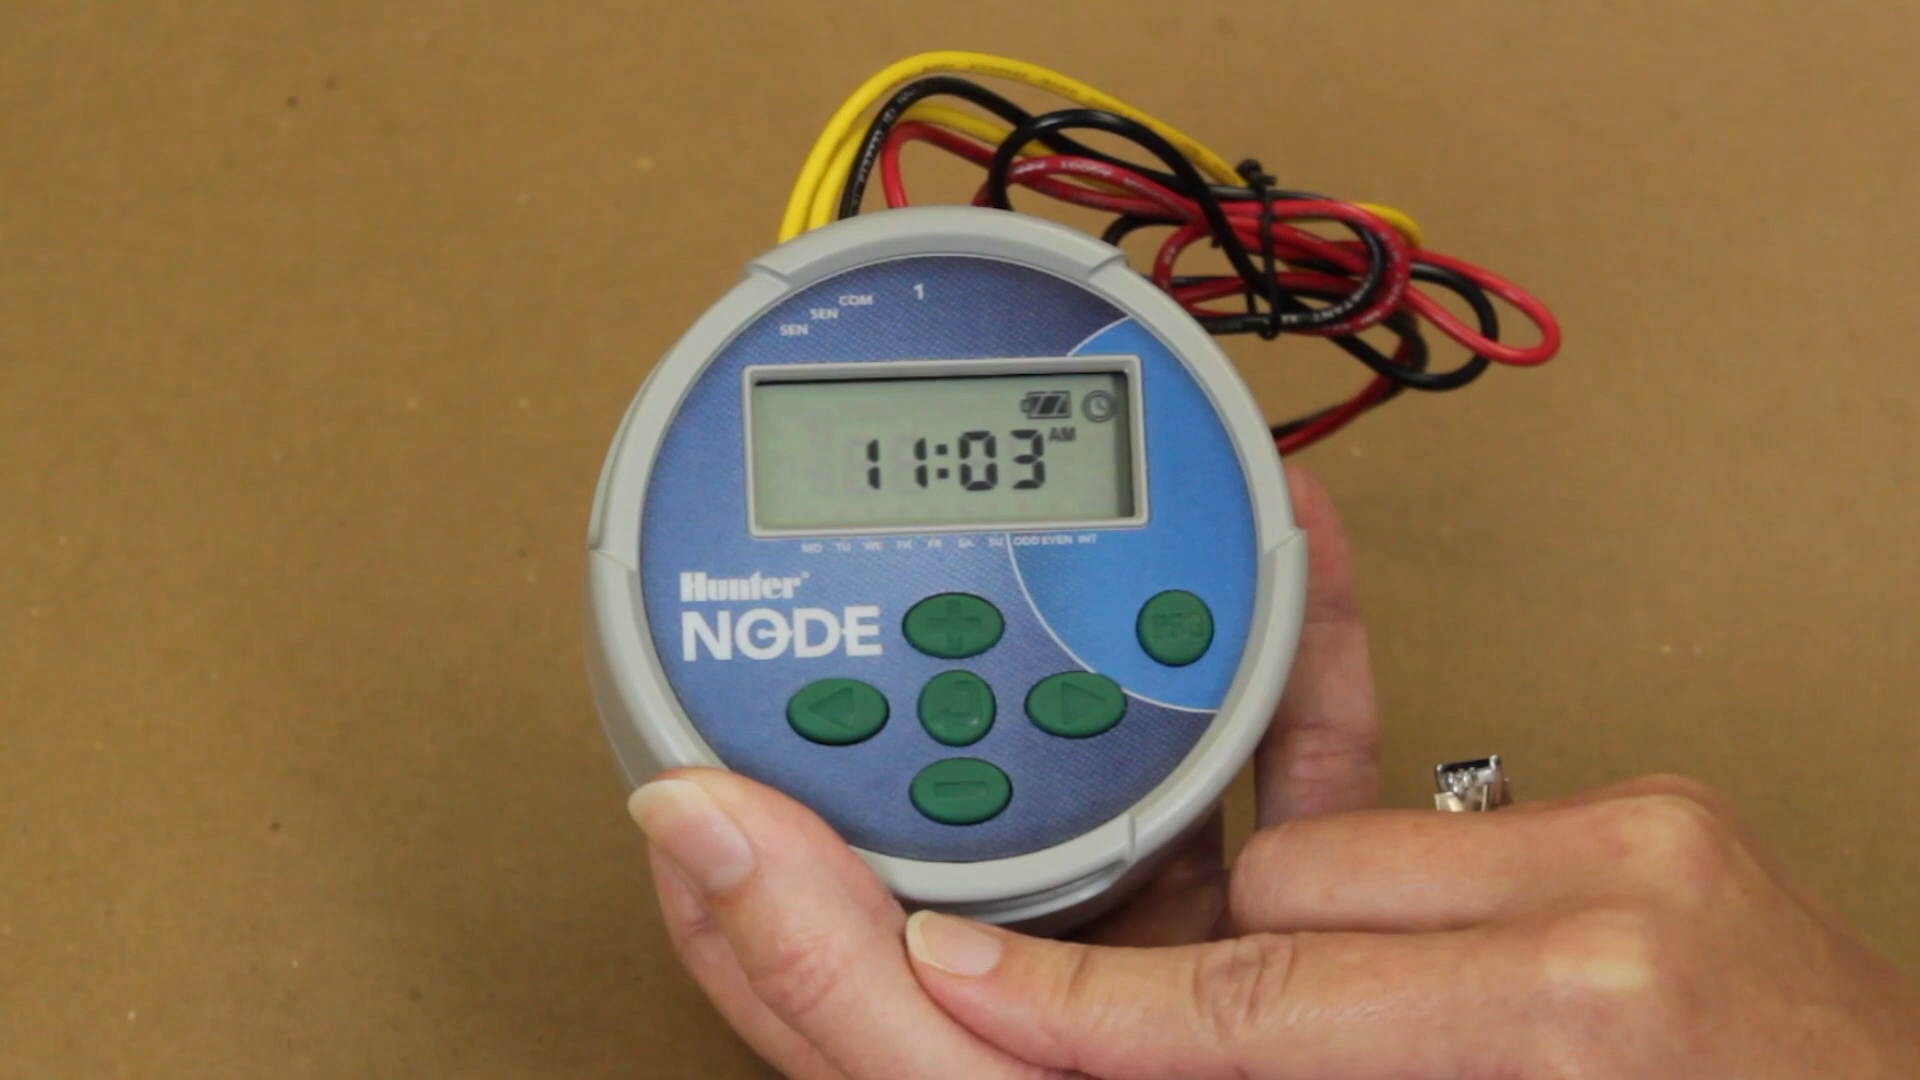 1
COM
SEN
SEN
11:03 AM
MO TU WE TH FR SA SU ODD EVEN INT
Hunter®
NODE
PRG